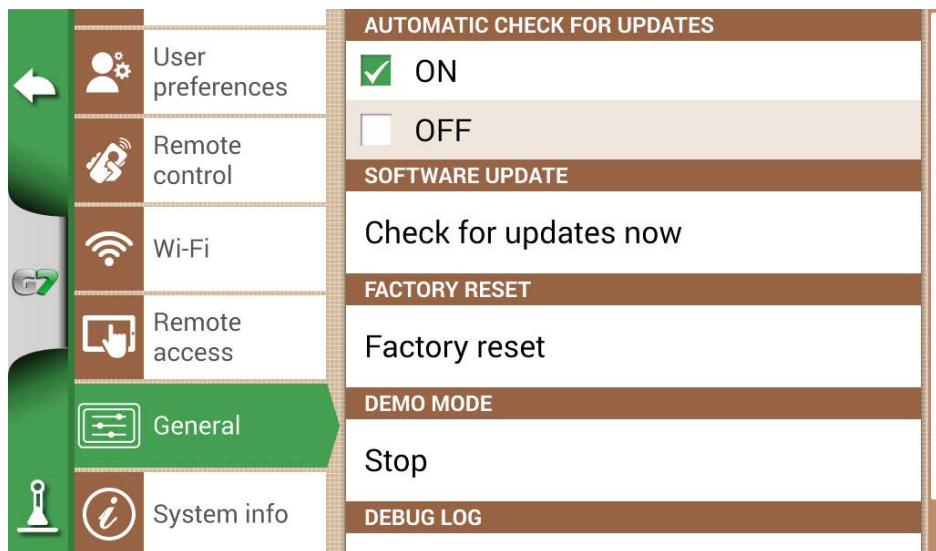 User
preferences
Remote
control
Wi-Fi
G7
Remote
access
General
System info
AUTOMATIC CHECK FOR UPDATES
ON
OFF
SOFTWARE UPDATE
Check for updates now
FACTORY RESET
Factory reset
DEMO MODE
Stop
DEBUG LOG